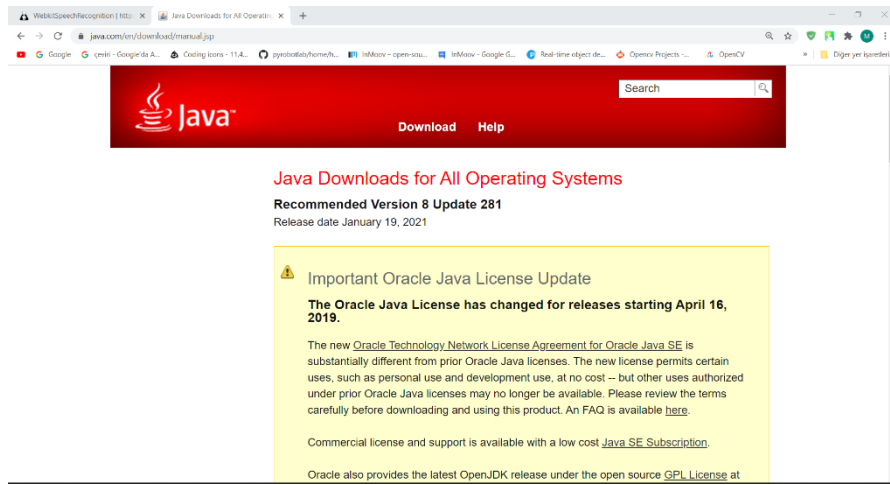 WebkitSpeechRecognition | http
Java Downloads for All Operating
java.com/en/download/manual.jsp
M
Google
çeviri - Google'da A...
Coding icons - 11,4...
pyrobotlab/home/h...
InMoov – open-sou...
InMoov - Google G...
Real-time object de...
Opencv Projects -...
OpenCV
»
Diğer yer işaretleri
Java™
Search
Download Help
Java Downloads for All Operating Systems
Recommended Version 8 Update 281
Release date January 19, 2021
Important Oracle Java License Update
The Oracle Java License has changed for releases starting April 16,
2019.
The new Oracle Technology Network License Agreement for Oracle Java SE is
substantially different from prior Oracle Java licenses. The new license permits certain
uses, such as personal use and development use, at no cost -- but other uses authorized
under prior Oracle Java licenses may no longer be available. Please review the terms
carefully before downloading and using this product. An FAQ is available here.
Commercial license and support is available with a low cost Java SE Subscription.
Oracle also provides the latest OpenJDK release under the open source GPL License at